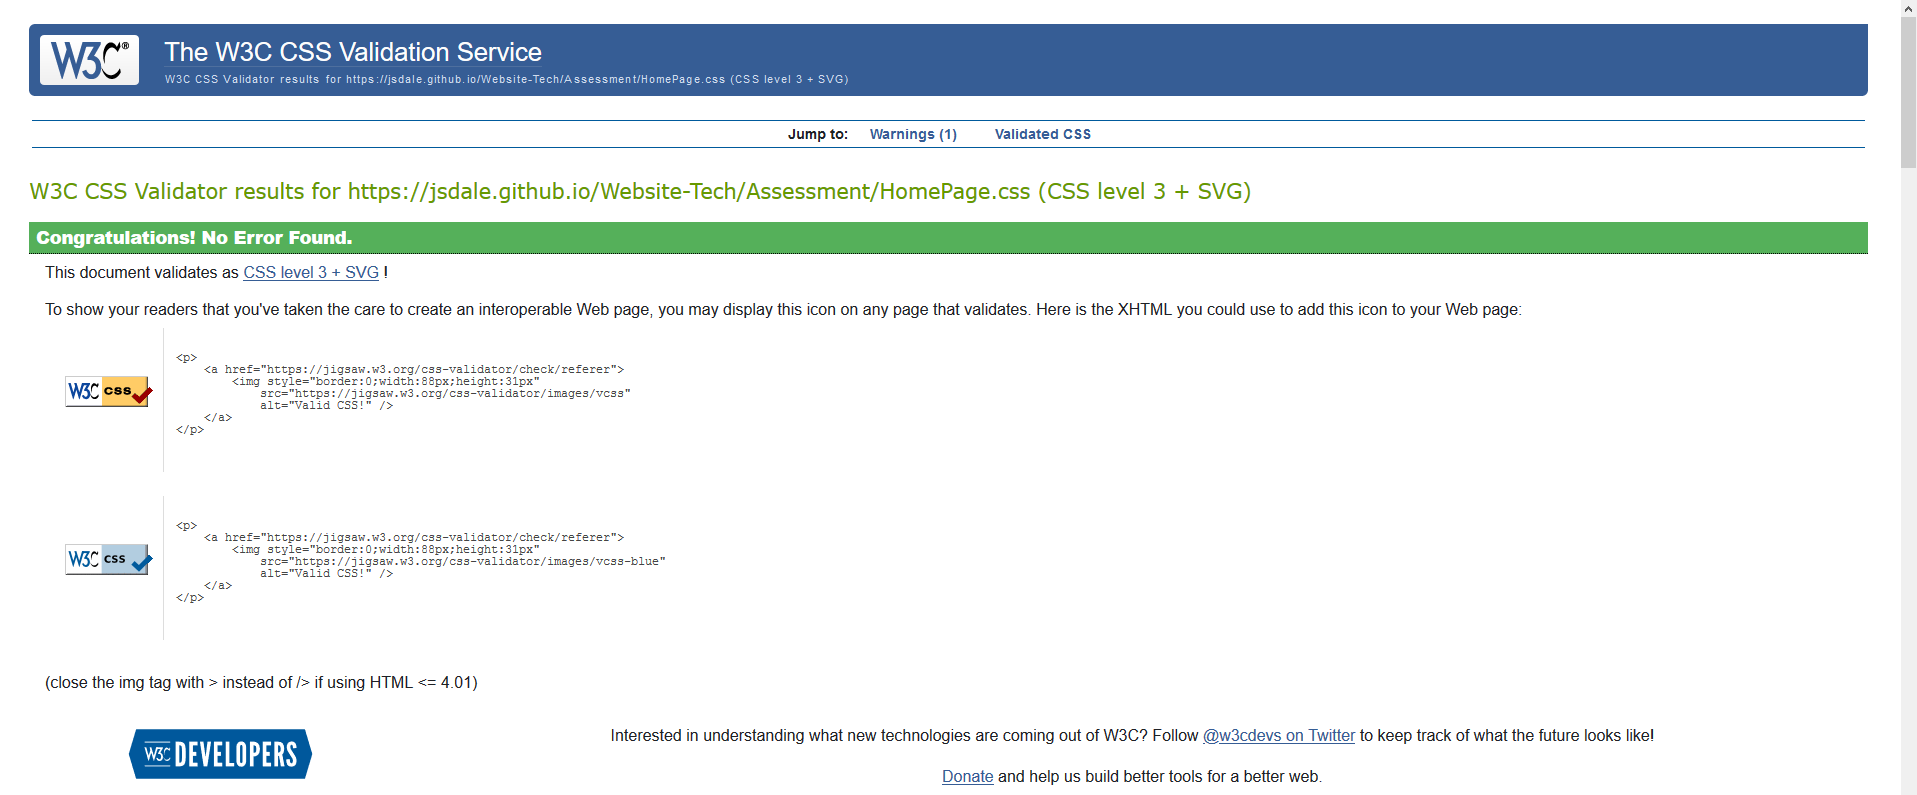 W3C®
The W3C CSS Validation Service
W3C CSS Validator results for https://jsdale.github.io/Website-Tech/Assessment/HomePage.css (CSS level 3 + SVG)
Jump to: Warnings (1) Validated CSS
W3C CSS Validator results for https://jsdale.github.io/Website-Tech/Assessment/HomePage.css (CSS level 3 + SVG)
Congratulations! No Error Found.
This document validates as CSS level 3 + SVG !
To show your readers that you've taken the care to create an interoperable Web page, you may display this icon on any page that validates. Here is the XHTML you could use to add this icon to your Web page:
W3C css
<p>
<a href="https://jigsaw.w3.org/css-validator/check/referer">
<img style="border:0;width:88px;height:31px"
src="https://jigsaw.w3.org/css-validator/images/vcss"
alt="Valid CSS!" />
</a>
</p>
W3C css
<p>
<a href="https://jigsaw.w3.org/css-validator/check/referer">
<img style="border:0;width:88px;height:31px"
src="https://jigsaw.w3.org/css-validator/images/vcss-blue"
alt="Valid CSS!" />
</a>
</p>
(close the img tag with > instead of /> if using HTML <= 4.01)
W3C DEVELOPERS
Interested in understanding what new technologies are coming out of W3C? Follow @w3cdevs on Twitter to keep track of what the future looks like!
Donate and help us build better tools for a better web.